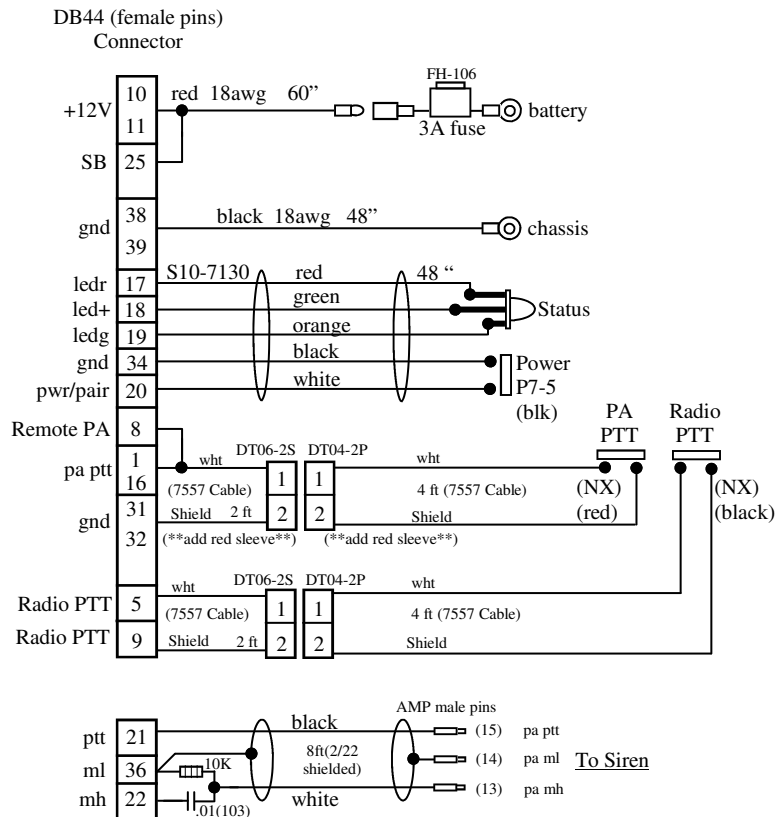 DB44 (female pins)
Connector
FH-106
10 red 18awg 60”
+12V
11
3A fuse
battery
SB 25
38 black 18awg 48”
gnd
39
chassis
ledr 17 S10-7130 red 48 “
led+ 18 green
Status
ledg 19 orange
gnd 34 black
Power
pwr/pair 20 white
P7-5
(blk)
PA
PTT
Radio
PTT
Remote PA 8
pa ptt 1 wht DT06-2S DT04-2P wht
16 (7557 Cable) 1 1 4 ft (7557 Cable)
(NX)
(red)
(NX)
(black)
gnd 31 Shield 2 ft 2 2 Shield
32 (**add red sleeve**) (**add red sleeve**)
DT06-2S DT04-2P
Radio PTT 5 wht 1 1 wht
(7557 Cable) 4 ft (7557 Cable)
Radio PTT 9 Shield 2 ft 2 2 Shield
AMP male pins
ptt 21 black (15) pa ptt
ml 36 10K 8ft(2/22
shielded) (14) pa ml To Siren
mh 22 .01(103) white (13) pa mh